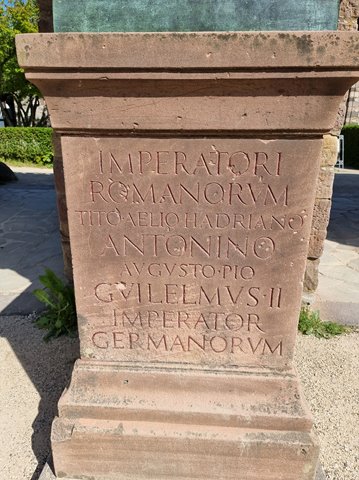 IMPERATORI
ROMANORVM
TITO AELIO HADRIANO
ANTONINO
AVGVSTO·PIO
GVILELMVS·II
IMPERATOR
GERMANORVM